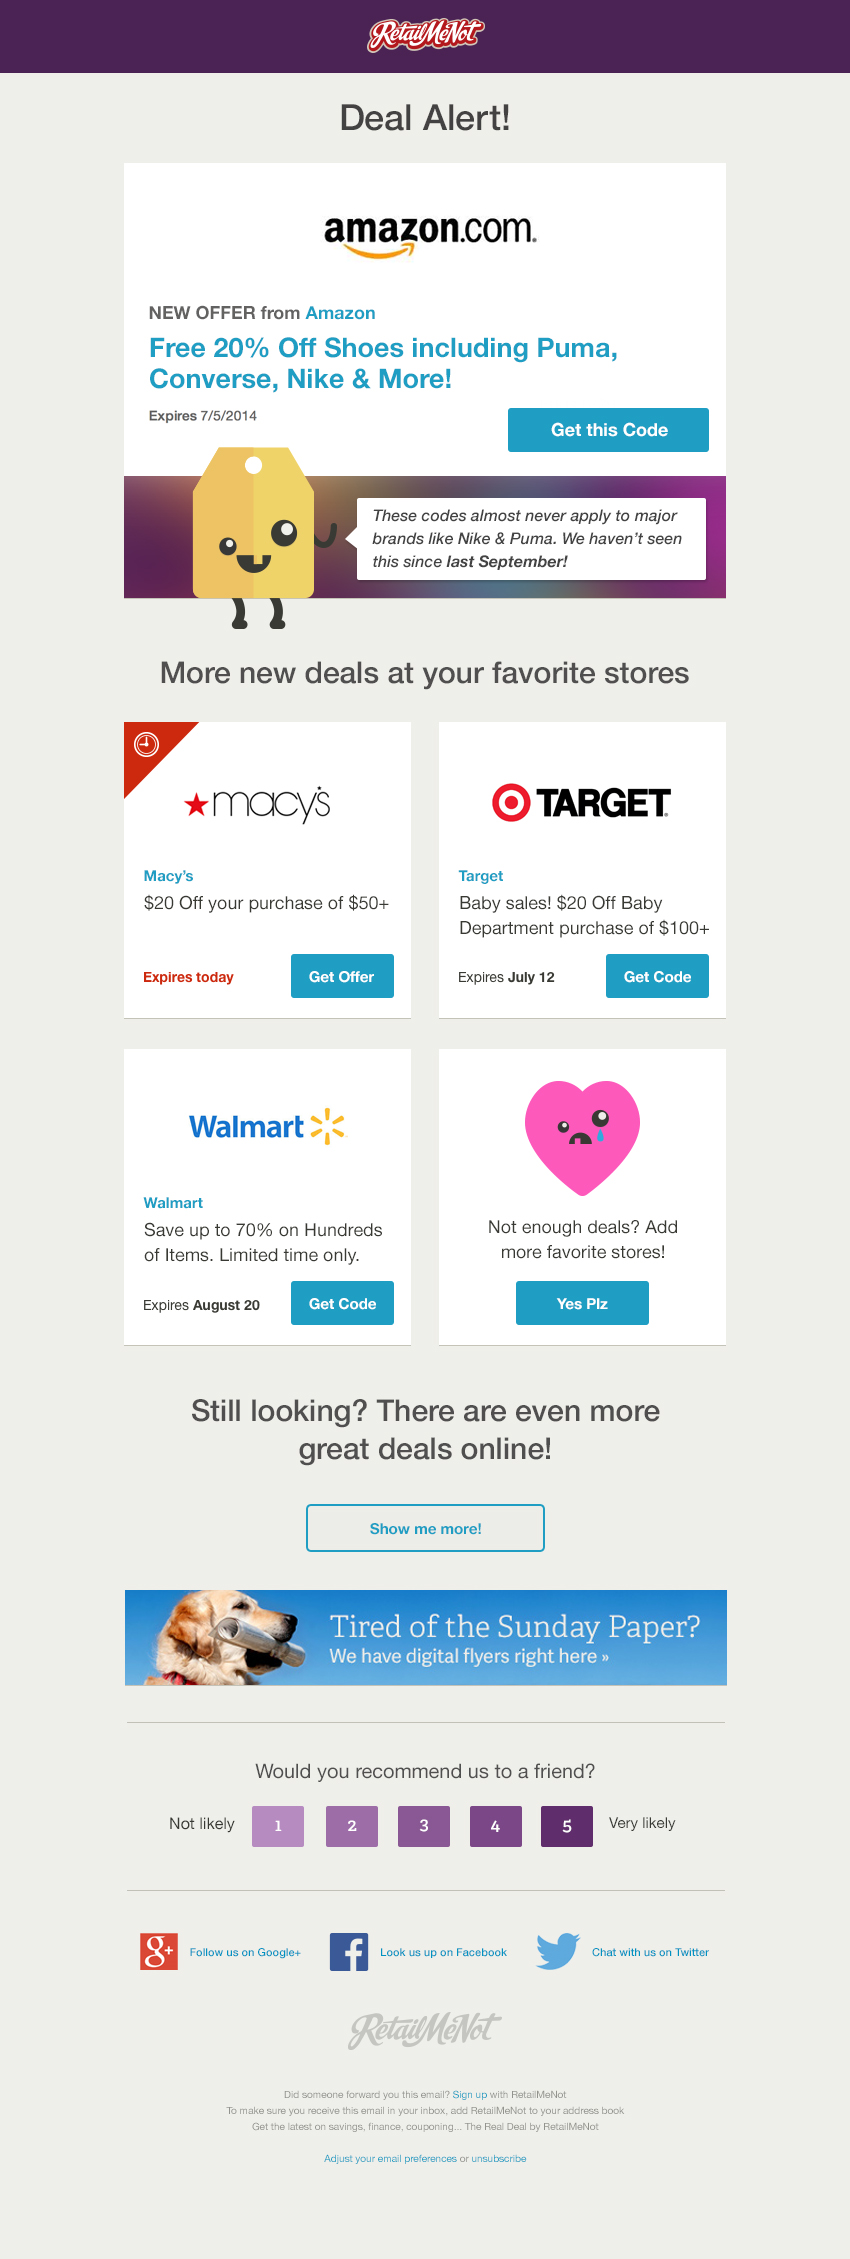 RetailMeNot
Deal Alert!
amazon.com
NEW OFFER from Amazon
Free 20% Off Shoes including Puma,
Converse, Nike & More!
Expires 7/5/2014
Get this Code
These codes almost never apply to major
brands like Nike & Puma. We haven't seen
this since last September!
More new deals at your favorite stores
macy's
Macy's
$20 Off your purchase of $50+
Expires today
Get Offer
TARGET
Target
Baby sales! $20 Off Baby
Department purchase of $100+
Expires July 12
Get Code
Walmart
Walmart
Save up to 70% on Hundreds
of Items. Limited time only.
Expires August 20
Get Code
Not enough deals? Add
more favorite stores!
Yes Plz
Still looking? There are even more
great deals online!
Show me more!
Tired of the Sunday Paper?
We have digital flyers right here »
Would you recommend us to a friend?
Not likely 1 2 3 4 5 Very likely
g+ Follow us on Google+
f Look us up on Facebook
Chat with us on Twitter
RetailMeNot
Did someone forward you this email? Sign up with RetailMeNot
To make sure you receive this email in your inbox, add RetailMeNot to your address book
Get the latest on savings, finance, couponing... The Real Deal by RetailMeNot
Adjust your email preferences or unsubscribe